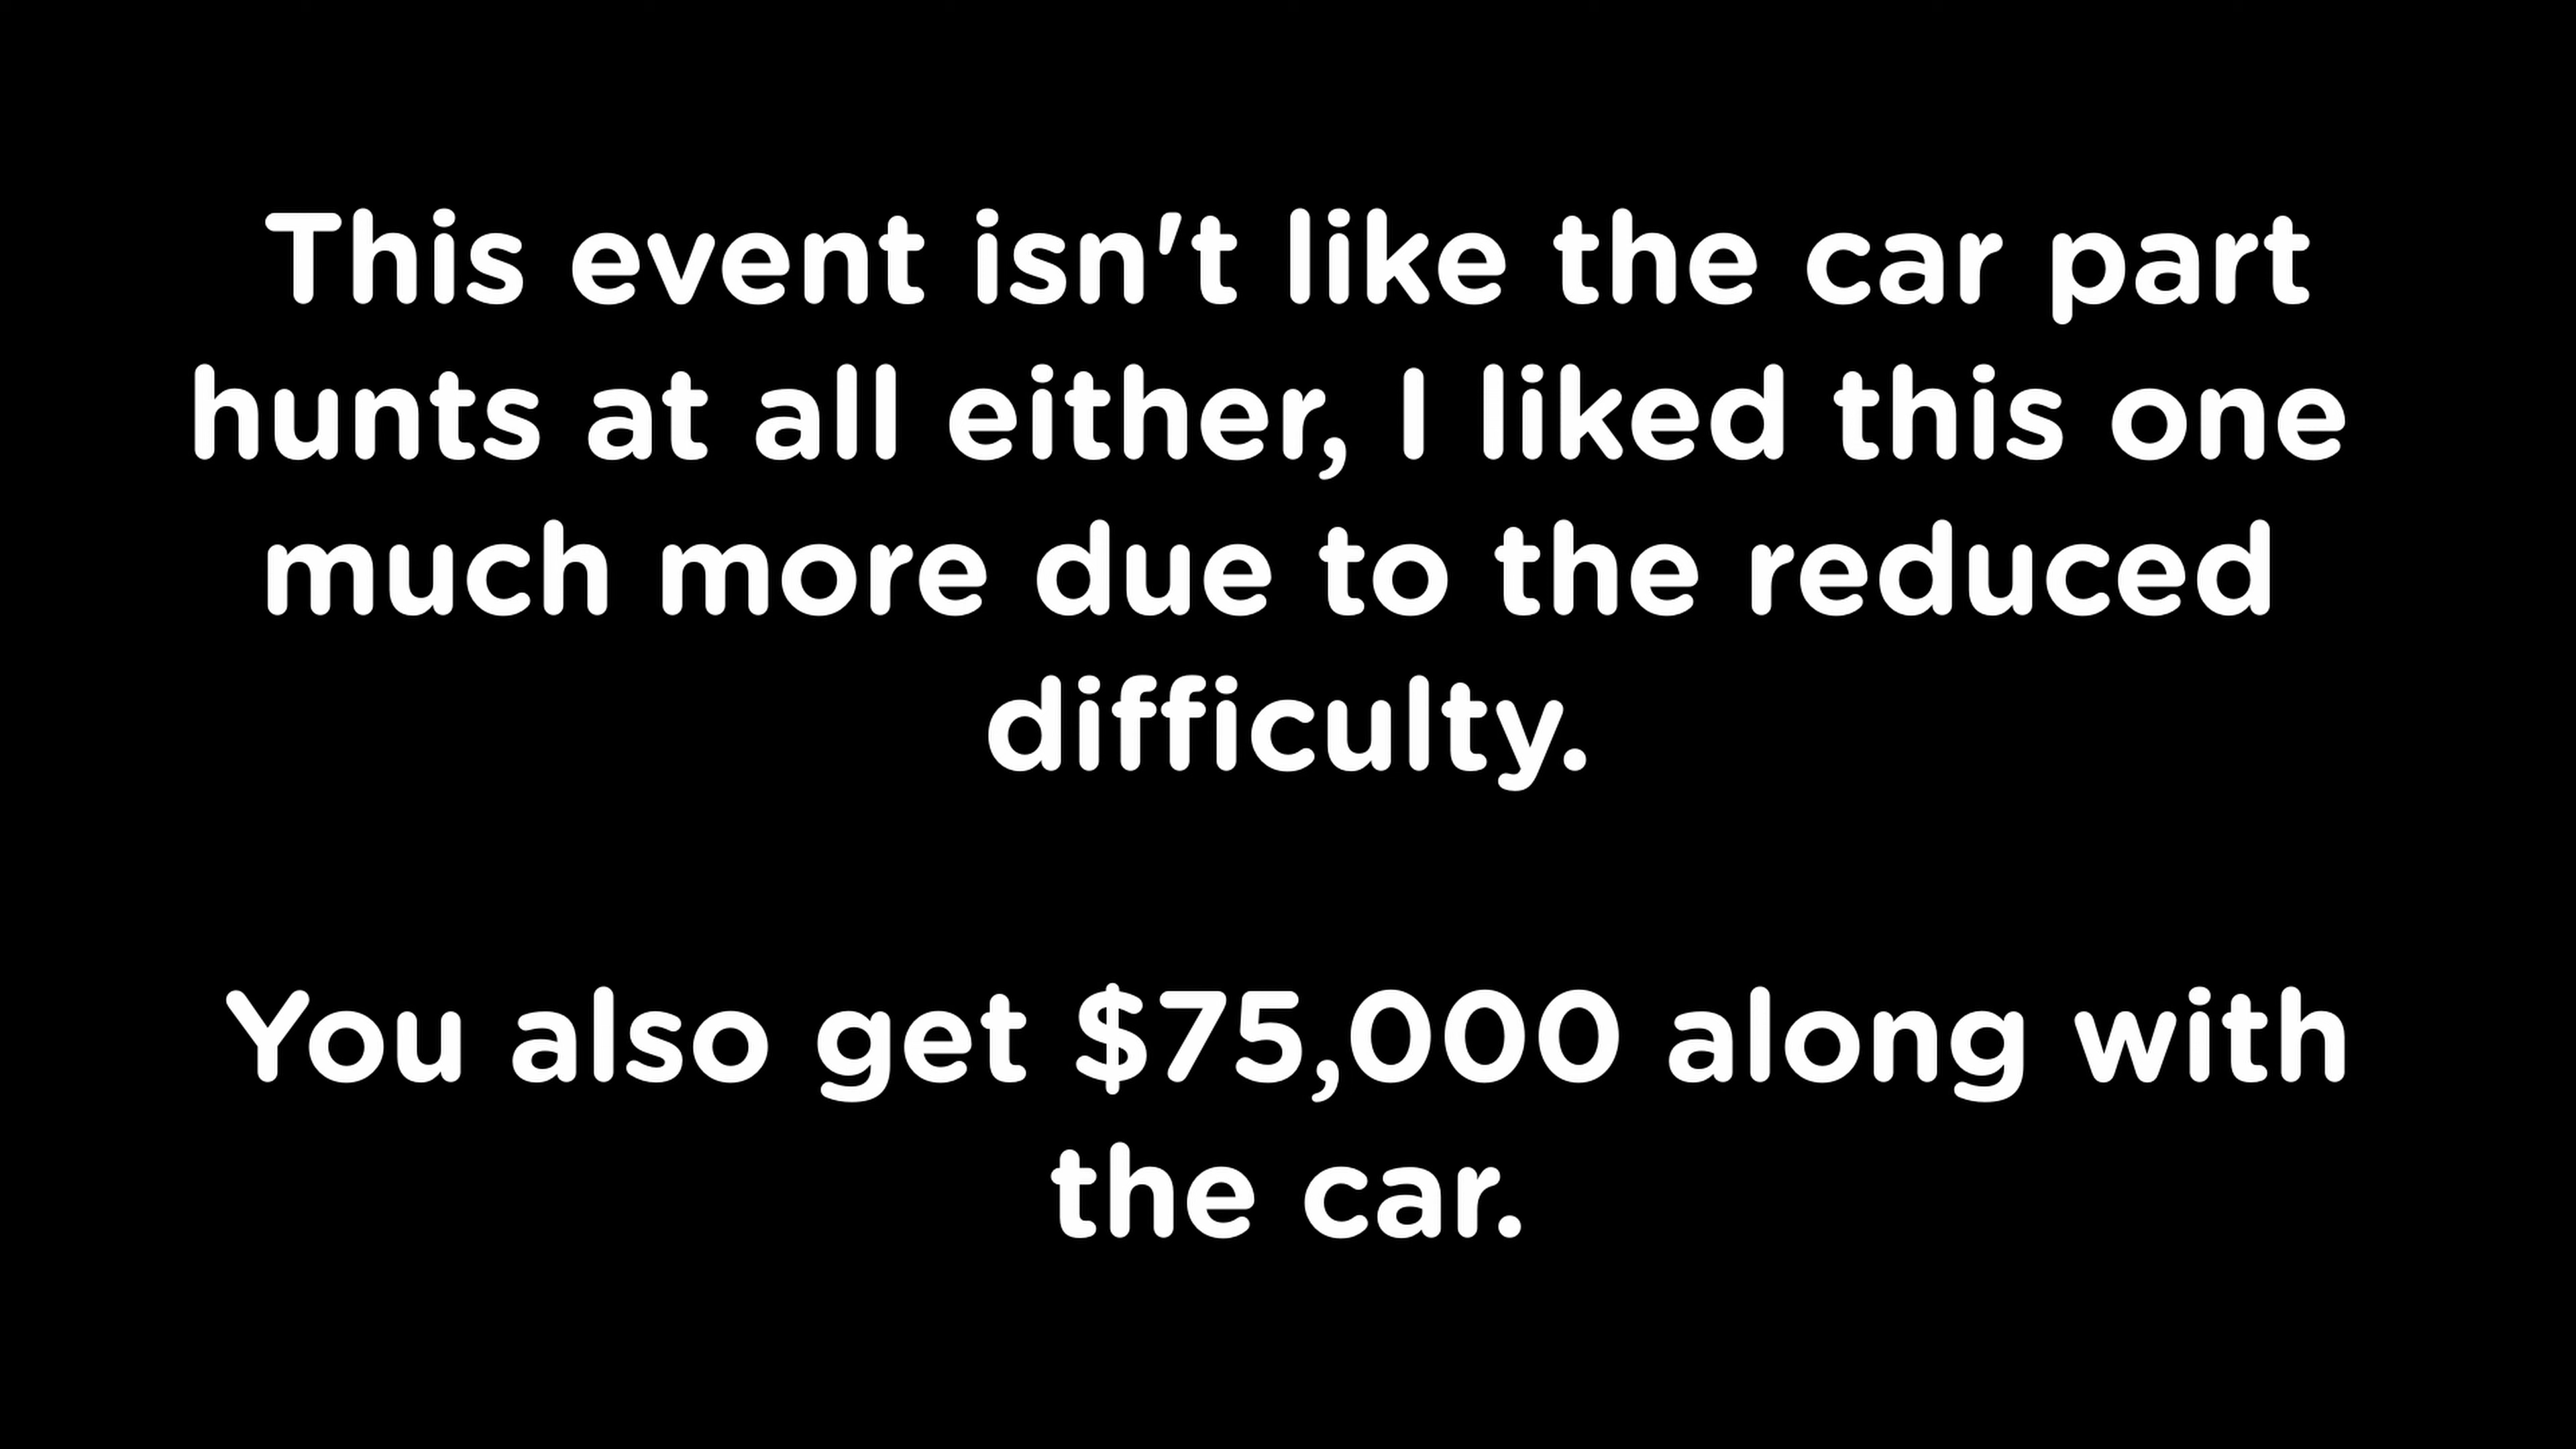 This event isn't like the car part
hunts at all either, I liked this one
much more due to the reduced
difficulty.
You also get $75,000 along with
the car.